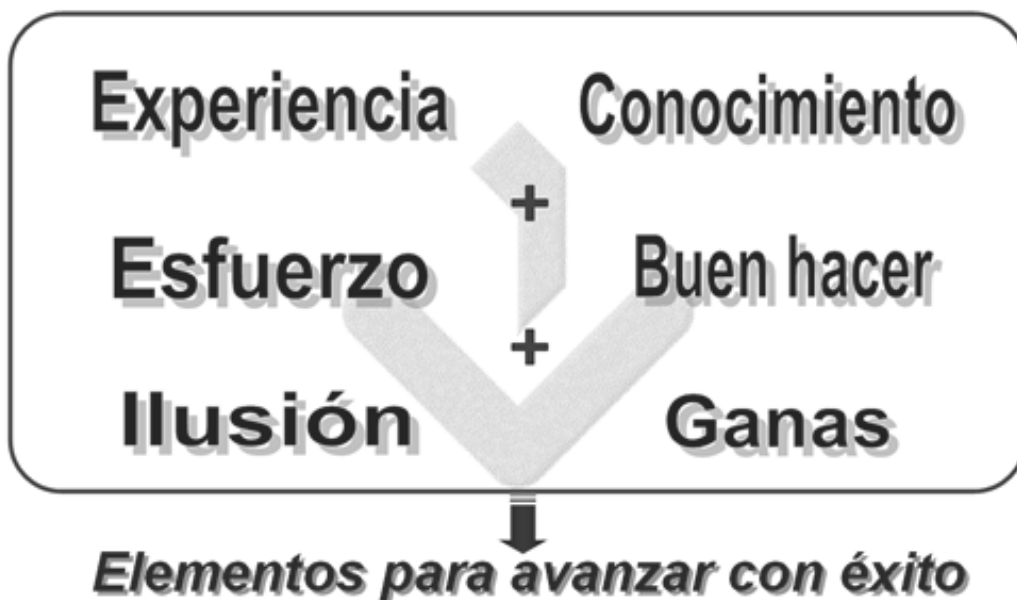 Experiencia Conocimiento
+
Esfuerzo Buen hacer
+
Ilusión Ganas
Elementos para avanzar con éxito